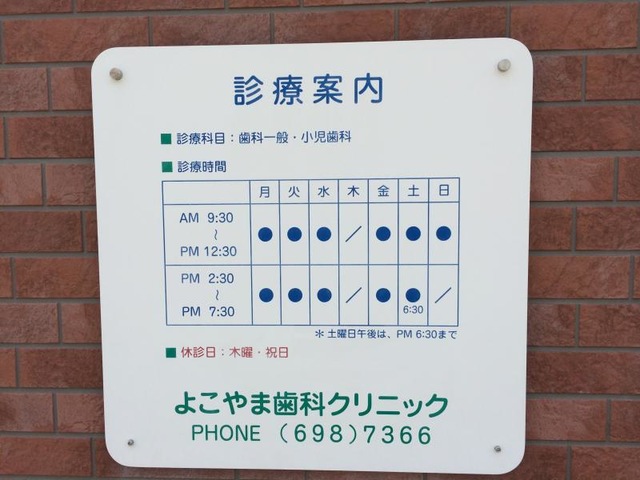 診療案内
■ 診療科目：歯科一般・小児歯科
■ 診療時間
月 火 水 木 金 土 日
AM 9:30 ～ PM 12:30 ● ● ● ／ ● ● ●
PM 2:30 ～ PM 7:30 ● ● ● ／ ● ● ／
6:30
＊土曜日午後は、PM 6:30まで
■ 休診日：木曜・祝日
よこやま歯科クリニック
PHONE （698）7366